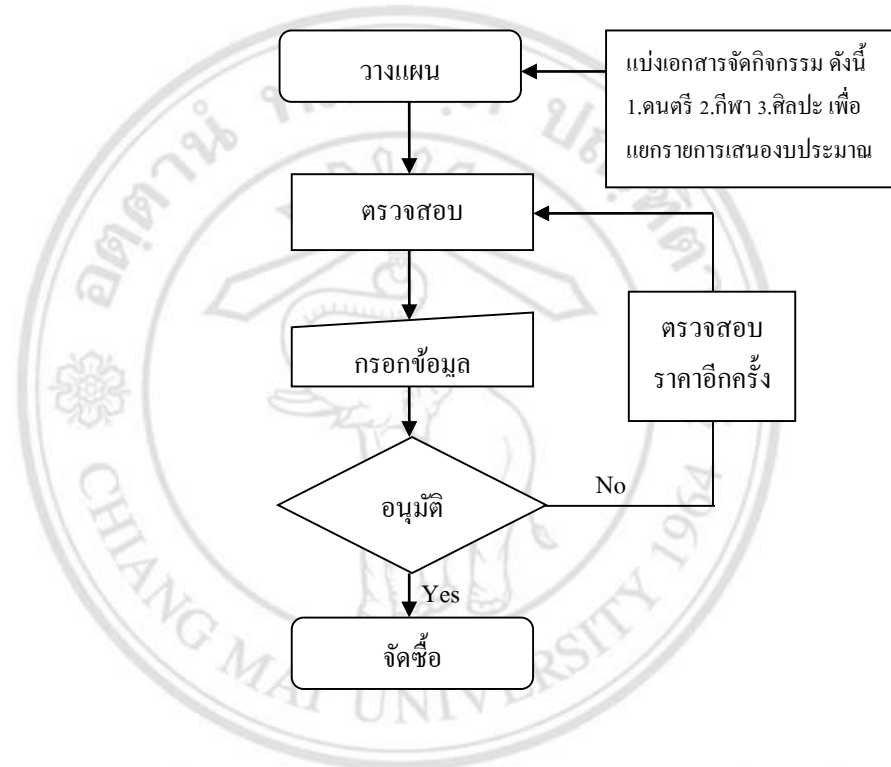 วางแผน
แบ่งเอกสารจัดกิจกรรม ดังนี้
1.ดนตรี 2.กีฬา 3.ศิลปะ เพื่อ
แยกรายการเสนองบประมาณ
ตรวจสอบ
ตรวจสอบ
ราคาอีกครั้ง
กรอกข้อมูล
อนุมัติ
No
Yes
จัดซื้อ
CHIANG MAI UNIVERSITY 1964